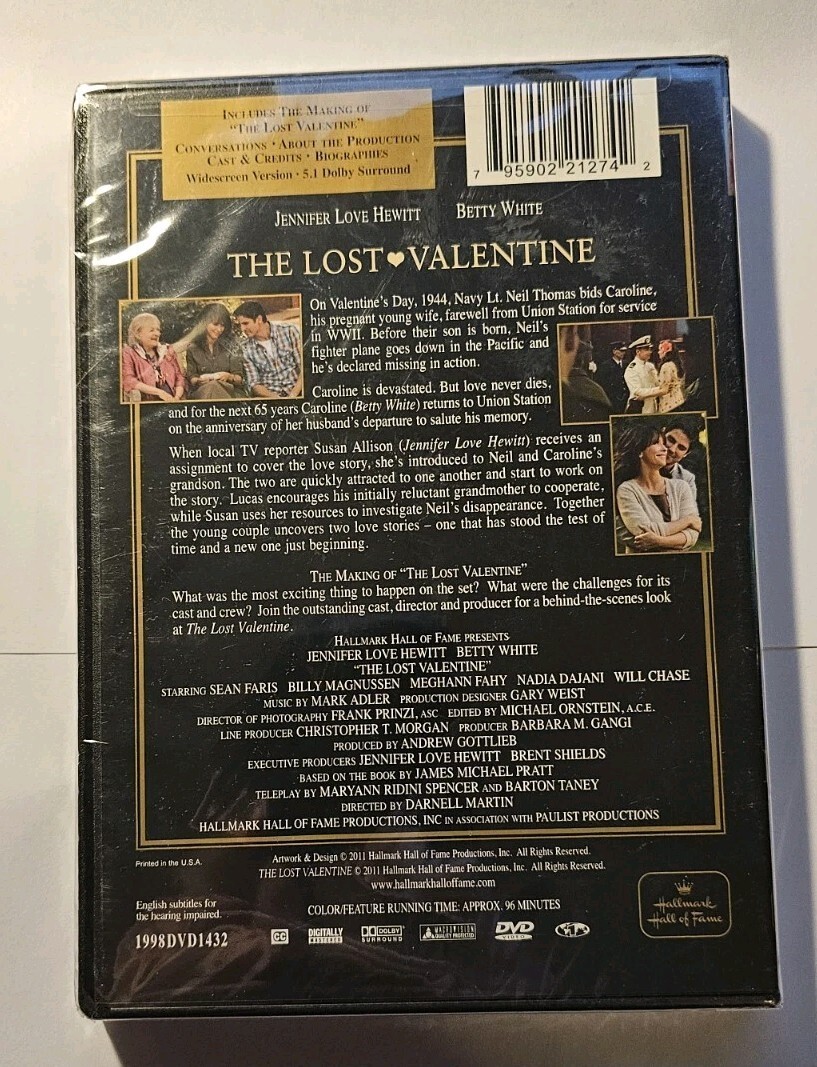 INCLUDES THE MAKING OF
"THE LOST VALENTINE"
CONVERSATIONS • ABOUT THE PRODUCTION
CAST & CREDITS • BIOGRAPHIES
Widescreen Version • 5.1 Dolby Surround
7 95902 21274 2
JENNIFER LOVE HEWITT BETTY WHITE
THE LOST♥VALENTINE
On Valentine's Day, 1944, Navy Lt. Neil Thomas bids Caroline,
his pregnant young wife, farewell from Union Station for service
in WWII. Before their son is born, Neil's
fighter plane goes down in the Pacific and
he's declared missing in action.
Caroline is devastated. But love never dies,
and for the next 65 years Caroline (Betty White) returns to Union Station
on the anniversary of her husband's departure to salute his memory.
When local TV reporter Susan Allison (Jennifer Love Hewitt) receives an
assignment to cover the love story, she's introduced to Neil and Caroline's
grandson. The two are quickly attracted to one another and start to work on
the story. Lucas encourages his initially reluctant grandmother to cooperate,
while Susan uses her resources to investigate Neil's disappearance. Together
the young couple uncovers two love stories – one that has stood the test of
time and a new one just beginning.
THE MAKING OF "THE LOST VALENTINE"
What was the most exciting thing to happen on the set? What were the challenges for its
cast and crew? Join the outstanding cast, director and producer for a behind-the-scenes look
at The Lost Valentine.
HALLMARK HALL OF FAME PRESENTS
JENNIFER LOVE HEWITT BETTY WHITE
"THE LOST VALENTINE"
STARRING SEAN FARIS BILLY MAGNUSSEN MEGHANN FAHY NADIA DAJANI WILL CHASE
MUSIC BY MARK ADLER PRODUCTION DESIGNER GARY WEIST
DIRECTOR OF PHOTOGRAPHY FRANK PRINZI, ASC EDITED BY MICHAEL ORNSTEIN, A.C.E.
LINE PRODUCER CHRISTOPHER T. MORGAN PRODUCER BARBARA M. GANGI
PRODUCED BY ANDREW GOTTLIEB
EXECUTIVE PRODUCERS JENNIFER LOVE HEWITT BRENT SHIELDS
BASED ON THE BOOK BY JAMES MICHAEL PRATT
TELEPLAY BY MARYANN RIDINI SPENCER AND BARTON TANEY
DIRECTED BY DARNELL MARTIN
HALLMARK HALL OF FAME PRODUCTIONS, INC IN ASSOCIATION WITH PAULIST PRODUCTIONS
Printed in the U.S.A.
Artwork & Design © 2011 Hallmark Hall of Fame Productions, Inc. All Rights Reserved.
THE LOST VALENTINE © 2011 Hallmark Hall of Fame Productions, Inc. All Rights Reserved.
www.hallmarkhalloffame.com
English subtitles for
the hearing impaired.
COLOR/FEATURE RUNNING TIME: APPROX. 96 MINUTES
Hallmark
Hall of Fame
1998DVD1432
CC
DIGITALLY
MASTERED
DOLBY
SURROUND
MACROVISION
QUALITY PROTECTED
DVD
VIDEO